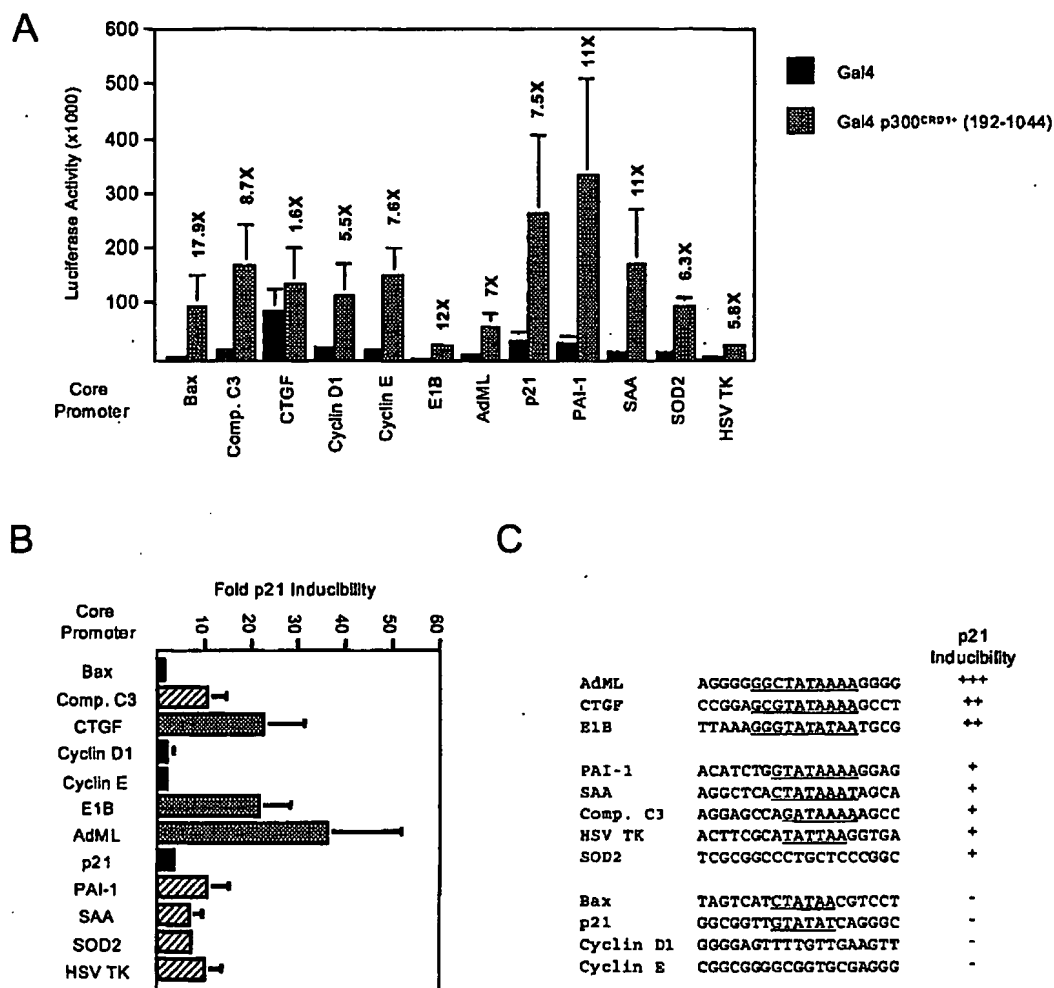 A
600
500
400
300
200
100
Luciferase Activity (x1000)
17.9X
8.7X
1.6X
5.5X
7.6X
12X
7X
7.5X
11X
11X
6.3X
5.8X
Gal4
Gal4 p300CRD1+ (192-1044)
Core
Promoter
Bax
Comp. C3
CTGF
Cyclin D1
Cyclin E
E1B
AdML
p21
PAI-1
SAA
SOD2
HSV TK
B
Fold p21 Inducibility
Core
Promoter
10
20
30
40
50
60
Bax
Comp. C3
CTGF
Cyclin D1
Cyclin E
E1B
AdML
p21
PAI-1
SAA
SOD2
HSV TK
C
p21
Inducibility
AdML AGGGGGGCTATAAAAGGGG +++
CTGF CCGGAGCGTATAAAAGCCT ++
E1B TTAAAGGGTATATAATGCG ++
PAI-1 ACATCTGGTATAAAAGGAG +
SAA AGGCTCACTATAAATAGCA +
Comp. C3 AGGAGCCAGATAAAAAGCC +
HSV TK ACTTCGCATATTAAGGTGA +
SOD2 TCGCGGCCCTGCTCCCGGC +
Bax TAGTCATCTATAACGTCCT -
p21 GGCGGTTGTATATCAGGGC -
Cyclin D1 GGGGAGTTTTGTTGAAGTT -
Cyclin E CGGCGGGGCGGTGCGAGGG -